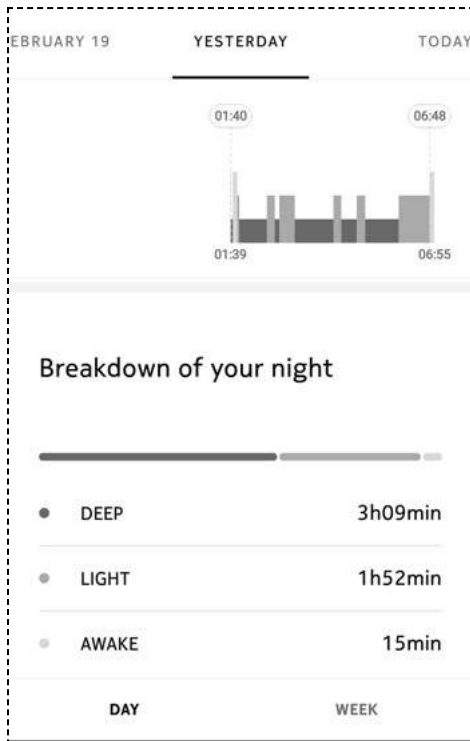 EBRUARY 19 YESTERDAY TODAY
01:40 06:48
01:39 06:55
Breakdown of your night
DEEP 3h09min
LIGHT 1h52min
AWAKE 15min
DAY WEEK